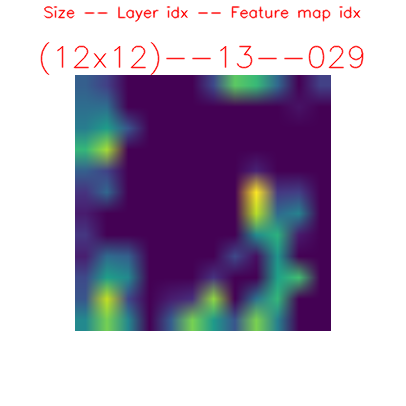 Size -- Layer idx -- Feature map idx
(12x12)--13--029